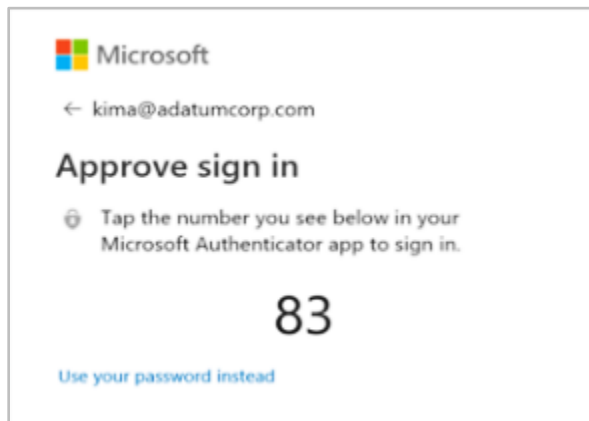 Microsoft
← kima@adatumcorp.com
Approve sign in
Tap the number you see below in your
Microsoft Authenticator app to sign in.
83
Use your password instead